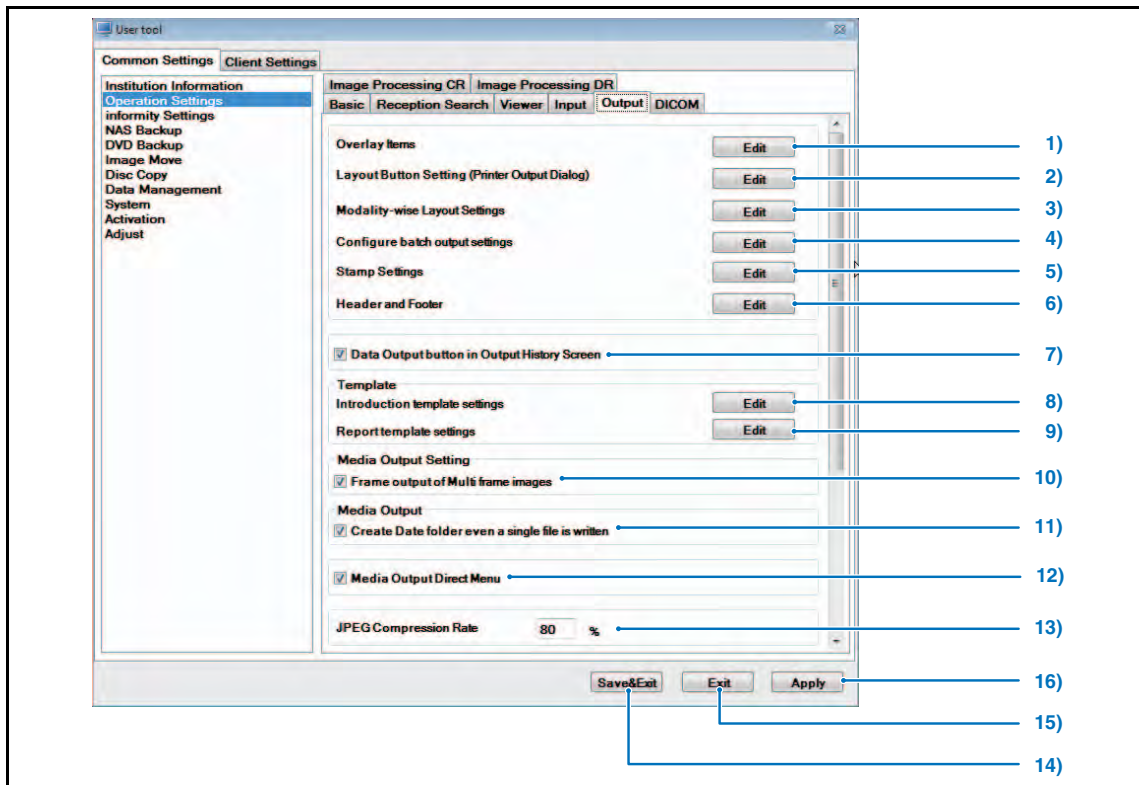 User tool
Common Settings Client Settings
Institution Information
Operation Settings
informity Settings
NAS Backup
DVD Backup
Image Move
Disc Copy
Data Management
System
Activation
Adjust
Image Processing CR Image Processing DR
Basic Reception Search Viewer Input Output DICOM
Overlay Items Edit 1)
Layout Button Setting (Printer Output Dialog) Edit 2)
Modality-wise Layout Settings Edit 3)
Configure batch output settings Edit 4)
Stamp Settings Edit 5)
Header and Footer Edit 6)
Data Output button in Output History Screen 7)
Template
Introduction template settings Edit 8)
Report template settings Edit 9)
Media Output Setting
Frame output of Multi frame images 10)
Media Output
Create Date folder even a single file is written 11)
Media Output Direct Menu 12)
JPEG Compression Rate 80 % 13)
Save&Exit Exit Apply 16)
15)
14)